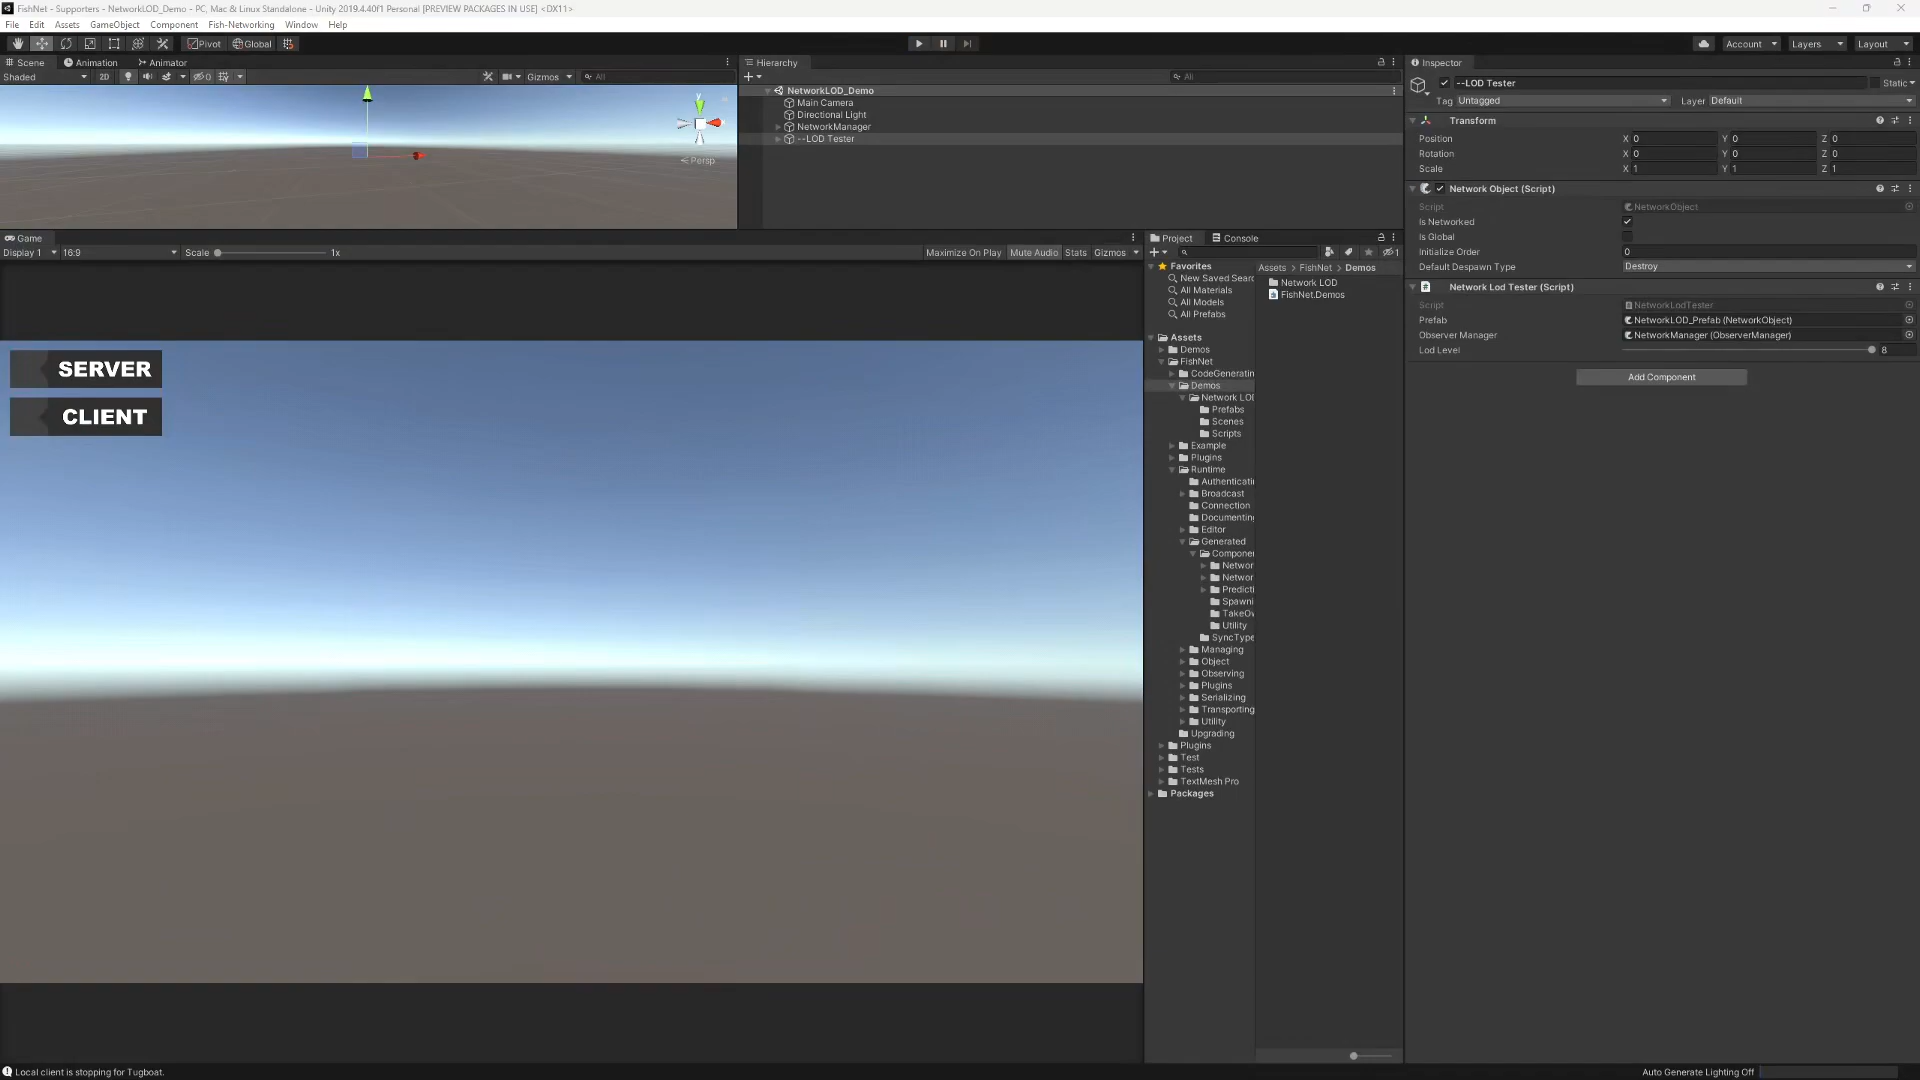 FishNet - Supporters - NetworkLOD_Demo - PC, Mac & Linux Standalone - Unity 2019.4.40f1 Personal [PREVIEW PACKAGES IN USE] <DX11>
File Edit Assets GameObject Component Fish-Networking Window Help
Pivot Global Account Layers Layout
Scene Animation Animator
Shaded 2D 0 Gizmos All
Y
Persp
Hierarchy
All
NetworkLOD_Demo
Main Camera
Directional Light
NetworkManager
--LOD Tester
Game
Display 1 16:9 Scale 1x Maximize On Play Mute Audio Stats Gizmos
SERVER
CLIENT
Project Console
1
Favorites
New Saved Searc
All Materials
All Models
All Prefabs
Assets
Demos
FishNet
CodeGeneratin
Demos
Network LOD
Prefabs
Scenes
Scripts
Example
Plugins
Runtime
Authenticati
Broadcast
Connection
Documenting
Editor
Generated
Componer
Networ
Networ
Predicti
Spawni
TakeOw
Utility
SyncType
Managing
Object
Observing
Plugins
Serializing
Transporting
Utility
Upgrading
Plugins
Test
Tests
TextMesh Pro
Packages
Assets > FishNet > Demos
Network LOD
FishNet.Demos
Inspector
--LOD Tester Static
Tag Untagged Layer Default
Transform
Position X 0 Y 0 Z 0
Rotation X 0 Y 0 Z 0
Scale X 1 Y 1 Z 1
Network Object (Script)
Script NetworkObject
Is Networked
Is Global
Initialize Order 0
Default Despawn Type Destroy
Network Lod Tester (Script)
Script NetworkLodTester
Prefab NetworkLOD_Prefab (NetworkObject)
Observer Manager NetworkManager (ObserverManager)
Lod Level 8
Add Component
Local client is stopping for Tugboat.
Auto Generate Lighting Off